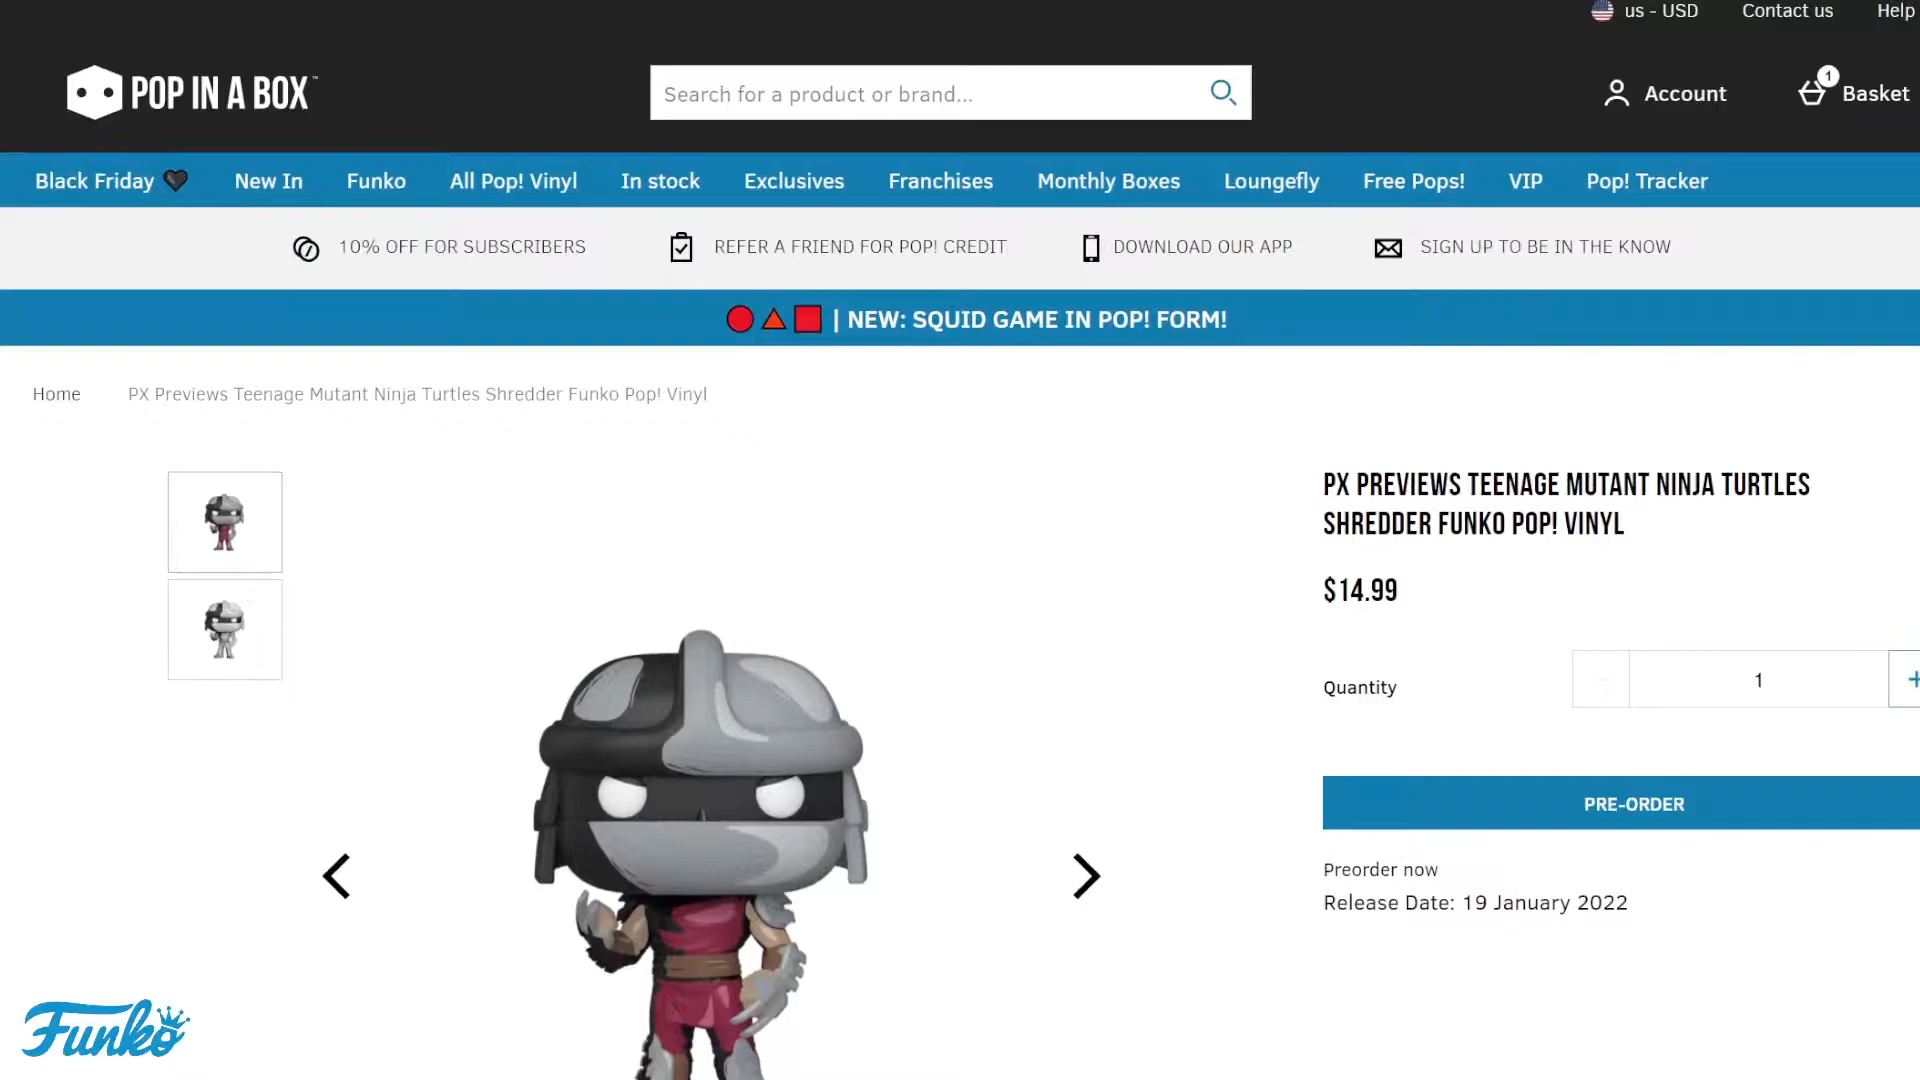 us - USD
Contact us
Help
POP IN A BOX™
Search for a product or brand...
Account
1
Basket
Black Friday
New In
Funko
All Pop! Vinyl
In stock
Exclusives
Franchises
Monthly Boxes
Loungefly
Free Pops!
VIP
Pop! Tracker
10% OFF FOR SUBSCRIBERS
REFER A FRIEND FOR POP! CREDIT
DOWNLOAD OUR APP
SIGN UP TO BE IN THE KNOW
| NEW: SQUID GAME IN POP! FORM!
Home
PX Previews Teenage Mutant Ninja Turtles Shredder Funko Pop! Vinyl
PX PREVIEWS TEENAGE MUTANT NINJA TURTLES
SHREDDER FUNKO POP! VINYL
$14.99
Quantity
1
+
PRE-ORDER
Preorder now
Release Date: 19 January 2022
Funko